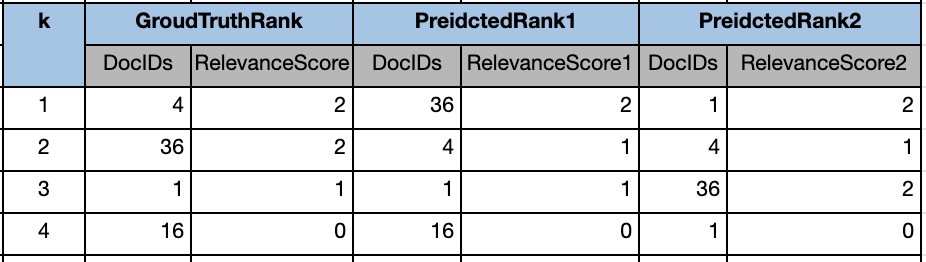 k GroudTruthRank PreidctedRank1 PreidctedRank2
DocIDs RelevanceScore DocIDs RelevanceScore1 DocIDs RelevanceScore2
1 4 2 36 2 1 2
2 36 2 4 1 4 1
3 1 1 1 1 36 2
4 16 0 16 0 1 0